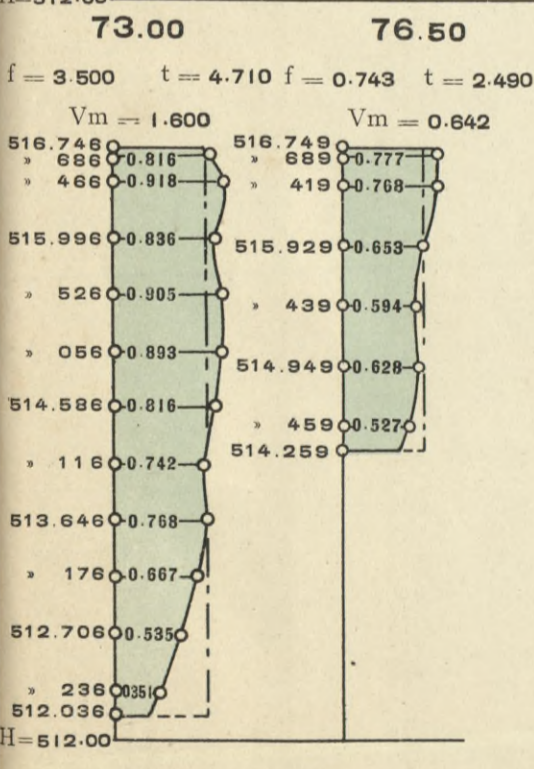 H=512.00
73.00 76.50
f = 3.500 t = 4.710 f = 0.743 t = 2.490
Vm = 1.600 Vm = 0.642
516.746 516.749
» 686 0.816 » 689 0.777
» 466 0.918 » 419 0.768
515.996 0.836 515.929 0.653
» 526 0.905 » 439 0.594
» 056 0.893 514.949 0.628
514.586 0.816 » 459 0.527
» 116 0.742 514.259
513.646 0.768
» 176 0.667
512.706 0.535
» 236 0351
512.036
H=512.00